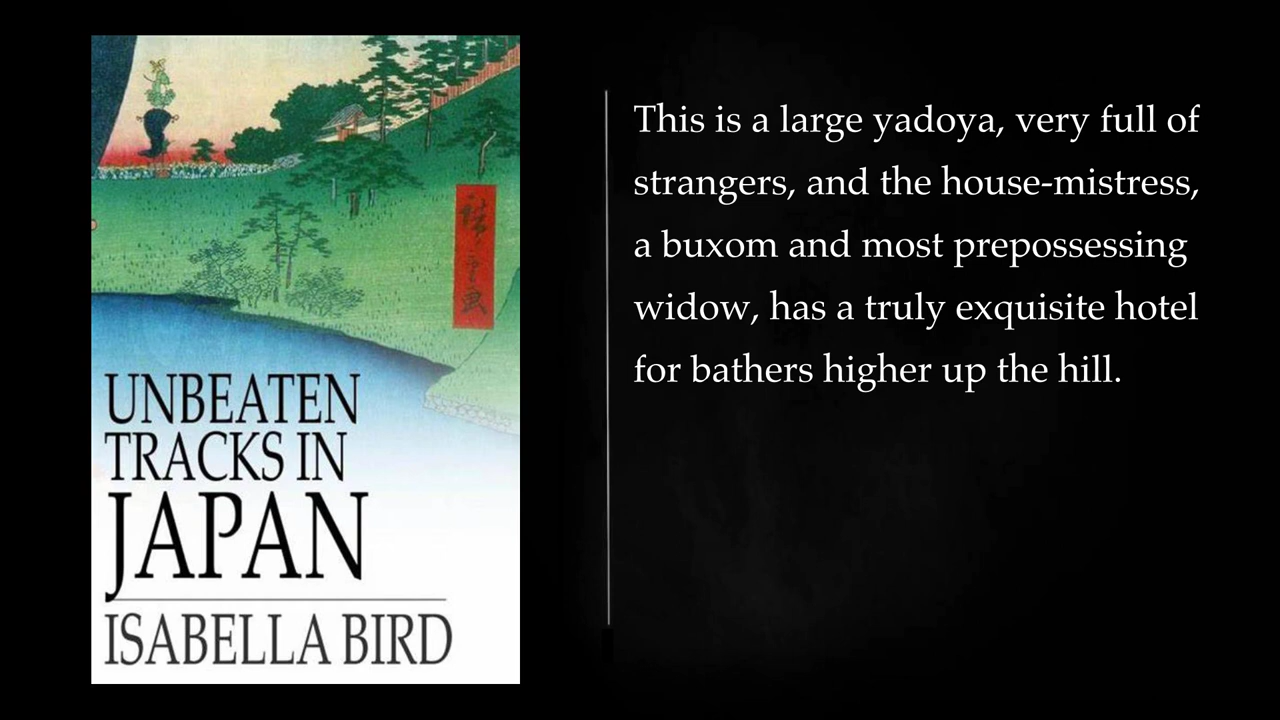 UNBEATEN
TRACKS IN
JAPAN
ISABELLA BIRD
This is a large yadoya, very full of
strangers, and the house-mistress,
a buxom and most prepossessing
widow, has a truly exquisite hotel
for bathers higher up the hill.